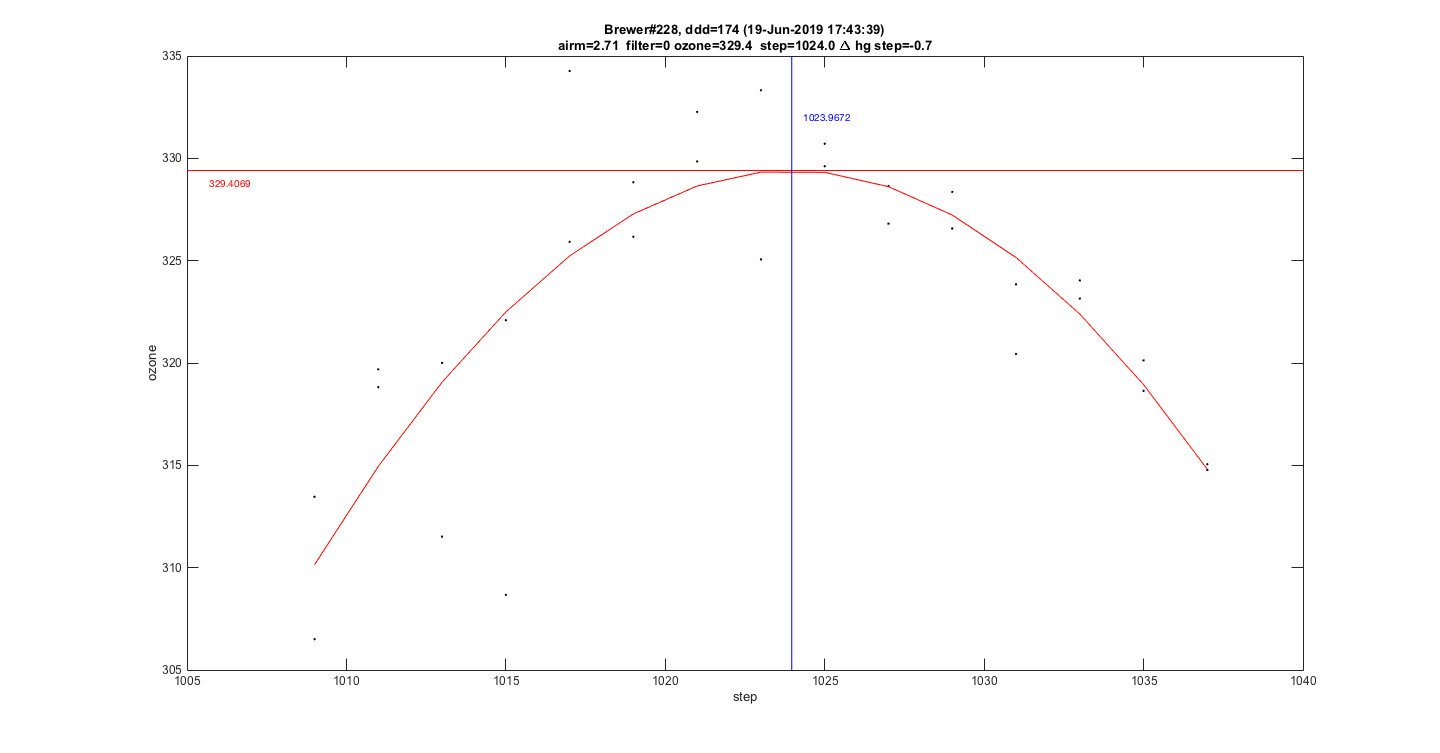 Brewer#228, ddd=174 (19-Jun-2019 17:43:39)
airm=2.71 filter=0 ozone=329.4 step=1024.0 Δ hg step=-0.7
335
330
325
320
315
310
305
ozone
1023.9672
329.4069
1005 1010 1015 1020 1025 1030 1035 1040
step